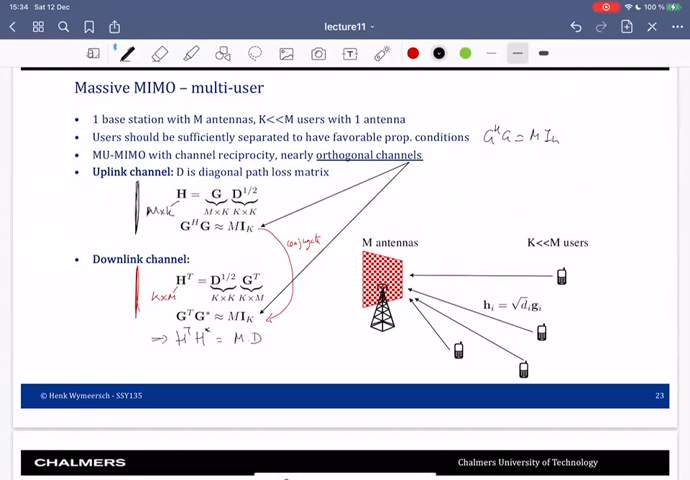 15:34 Sat 12 Dec
100 %
lecture11
Massive MIMO – multi-user
• 1 base station with M antennas, K<<M users with 1 antenna
• Users should be sufficiently separated to have favorable prop. conditions G^H G = M I_K
• MU-MIMO with channel reciprocity, nearly orthogonal channels
• Uplink channel: D is diagonal path loss matrix
H = G D^{1/2}
M×K
M×K K×K
G^H G ≈ MI_K
conjugate
• Downlink channel:
H^T = D^{1/2} G^T
K×M
K×K K×M
G^T G^* ≈ MI_K
⇒ H^T H^* = M.D
M antennas
K<<M users
h_i = √d_i g_i
© Henk Wymeersch - SSY135
23
CHALMERS
Chalmers University of Technology